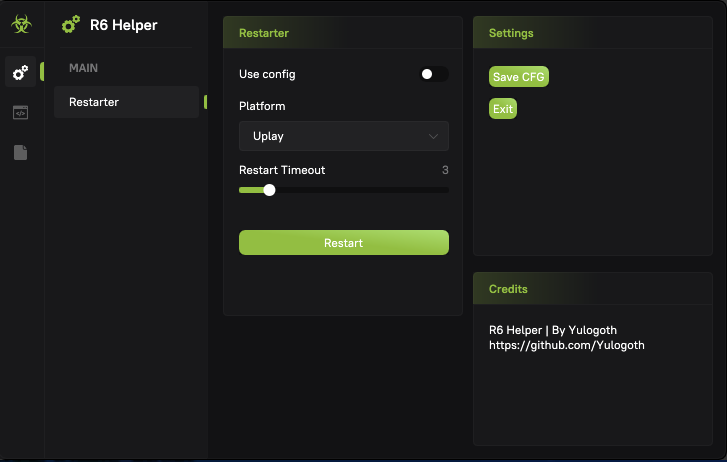 R6 Helper
MAIN
Restarter
Restarter
Use config
Platform
Uplay
Restart Timeout 3
Restart
Settings
Save CFG
Exit
Credits
R6 Helper | By Yulogoth
https://github.com/Yulogoth